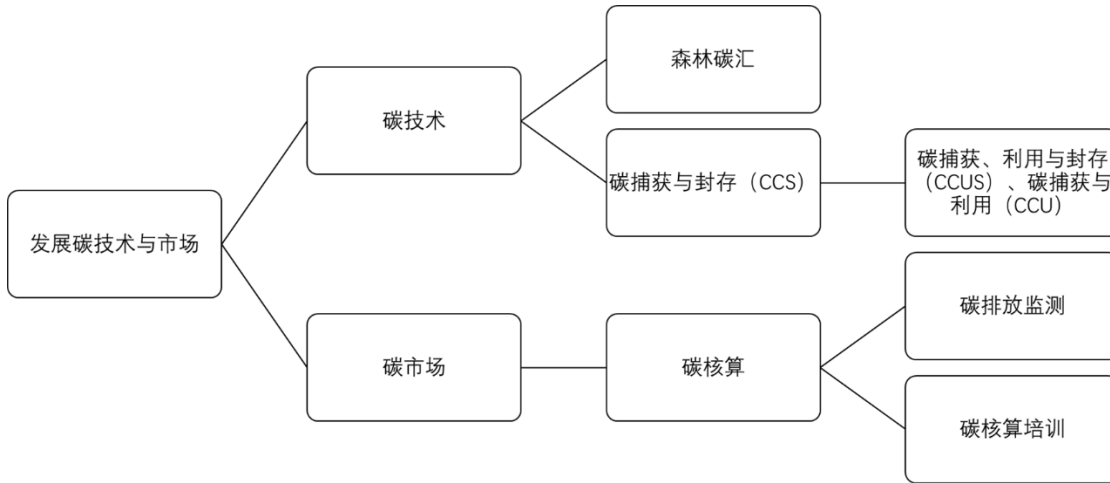 发展碳技术与市场
碳技术
森林碳汇
碳捕获与封存（CCS）
碳捕获、利用与封存
（CCUS）、碳捕获与
利用（CCU）
碳市场
碳核算
碳排放监测
碳核算培训